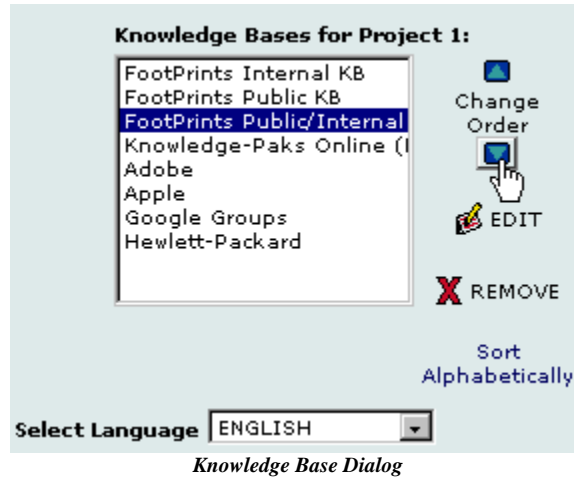 Knowledge Bases for Project 1:
FootPrints Internal KB
FootPrints Public KB
FootPrints Public/Internal
Knowledge-Paks Online (
Adobe
Apple
Google Groups
Hewlett-Packard
Change
Order
EDIT
REMOVE
Sort
Alphabetically
Select Language ENGLISH
Knowledge Base Dialog